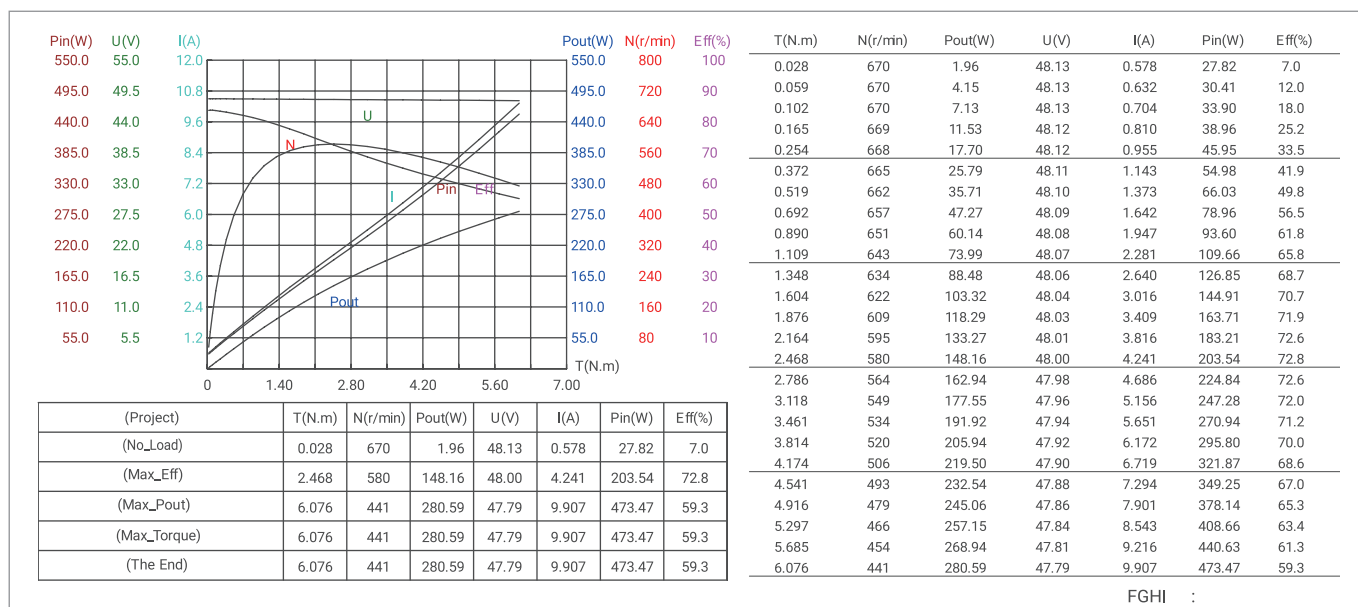 Pin(W) U(V) I(A) Pout(W) N(r/min) Eff(%)
550.0 55.0 12.0 550.0 800 100
495.0 49.5 10.8 495.0 720 90
440.0 44.0 9.6 440.0 640 80
385.0 38.5 8.4 385.0 560 70
330.0 33.0 7.2 330.0 480 60
275.0 27.5 6.0 275.0 400 50
220.0 22.0 4.8 220.0 320 40
165.0 16.5 3.6 165.0 240 30
110.0 11.0 2.4 110.0 160 20
55.0 5.5 1.2 55.0 80 10
U
N
I
Pin
Eff
Pout
T(N.m)
0 1.40 2.80 4.20 5.60 7.00
(Project) T(N.m) N(r/min) Pout(W) U(V) I(A) Pin(W) Eff(%)
(No_Load) 0.028 670 1.96 48.13 0.578 27.82 7.0
(Max_Eff) 2.468 580 148.16 48.00 4.241 203.54 72.8
(Max_Pout) 6.076 441 280.59 47.79 9.907 473.47 59.3
(Max_Torque) 6.076 441 280.59 47.79 9.907 473.47 59.3
(The End) 6.076 441 280.59 47.79 9.907 473.47 59.3
T(N.m) N(r/min) Pout(W) U(V) I(A) Pin(W) Eff(%)
0.028 670 1.96 48.13 0.578 27.82 7.0
0.059 670 4.15 48.13 0.632 30.41 12.0
0.102 670 7.13 48.13 0.704 33.90 18.0
0.165 669 11.53 48.12 0.810 38.96 25.2
0.254 668 17.70 48.12 0.955 45.95 33.5
0.372 665 25.79 48.11 1.143 54.98 41.9
0.519 662 35.71 48.10 1.373 66.03 49.8
0.692 657 47.27 48.09 1.642 78.96 56.5
0.890 651 60.14 48.08 1.947 93.60 61.8
1.109 643 73.99 48.07 2.281 109.66 65.8
1.348 634 88.48 48.06 2.640 126.85 68.7
1.604 622 103.32 48.04 3.016 144.91 70.7
1.876 609 118.29 48.03 3.409 163.71 71.9
2.164 595 133.27 48.01 3.816 183.21 72.6
2.468 580 148.16 48.00 4.241 203.54 72.8
2.786 564 162.94 47.98 4.686 224.84 72.6
3.118 549 177.55 47.96 5.156 247.28 72.0
3.461 534 191.92 47.94 5.651 270.94 71.2
3.814 520 205.94 47.92 6.172 295.80 70.0
4.174 506 219.50 47.90 6.719 321.87 68.6
4.541 493 232.54 47.88 7.294 349.25 67.0
4.916 479 245.06 47.86 7.901 378.14 65.3
5.297 466 257.15 47.84 8.543 408.66 63.4
5.685 454 268.94 47.81 9.216 440.63 61.3
6.076 441 280.59 47.79 9.907 473.47 59.3
FGHI :